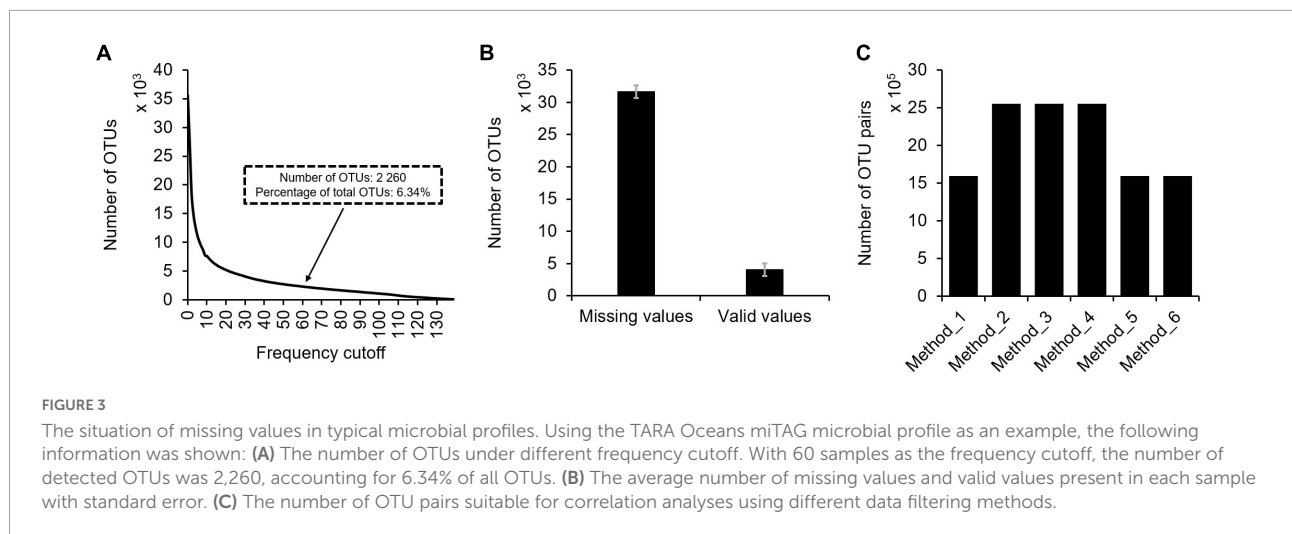 A
Number of OTUs
x 10³
40
35
30
25
20
15
10
5
0
Number of OTUs: 2 260
Percentage of total OTUs: 6.34%
0 10 20 30 40 50 60 70 80 90 100 110 120 130
Frequency cutoff
B
Number of OTUs
x 10³
35
30
25
20
15
10
5
0
Missing values Valid values
C
Number of OTU pairs
x 10⁵
30
25
20
15
10
5
0
Method_1 Method_2 Method_3 Method_4 Method_5 Method_6
FIGURE 3
The situation of missing values in typical microbial profiles. Using the TARA Oceans miTAG microbial profile as an example, the following
information was shown: (A) The number of OTUs under different frequency cutoff. With 60 samples as the frequency cutoff, the number of
detected OTUs was 2,260, accounting for 6.34% of all OTUs. (B) The average number of missing values and valid values present in each sample
with standard error. (C) The number of OTU pairs suitable for correlation analyses using different data filtering methods.